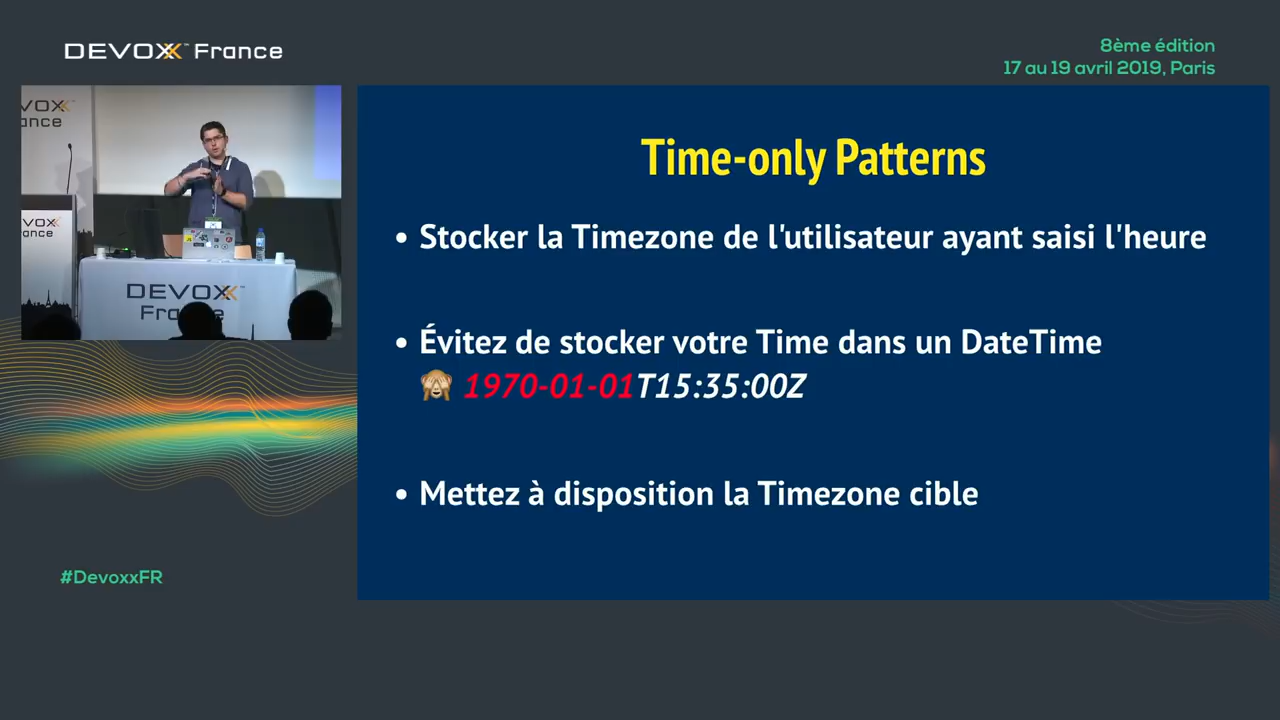 DEVOXX™ France
8ème édition
17 au 19 avril 2019, Paris
VOXX
ance
VOXX
ance
DEVOXX
France
Time-only Patterns
• Stocker la Timezone de l'utilisateur ayant saisi l'heure
• Évitez de stocker votre Time dans un DateTime
🙈 1970-01-01T15:35:00Z
• Mettez à disposition la Timezone cible
#DevoxxFR